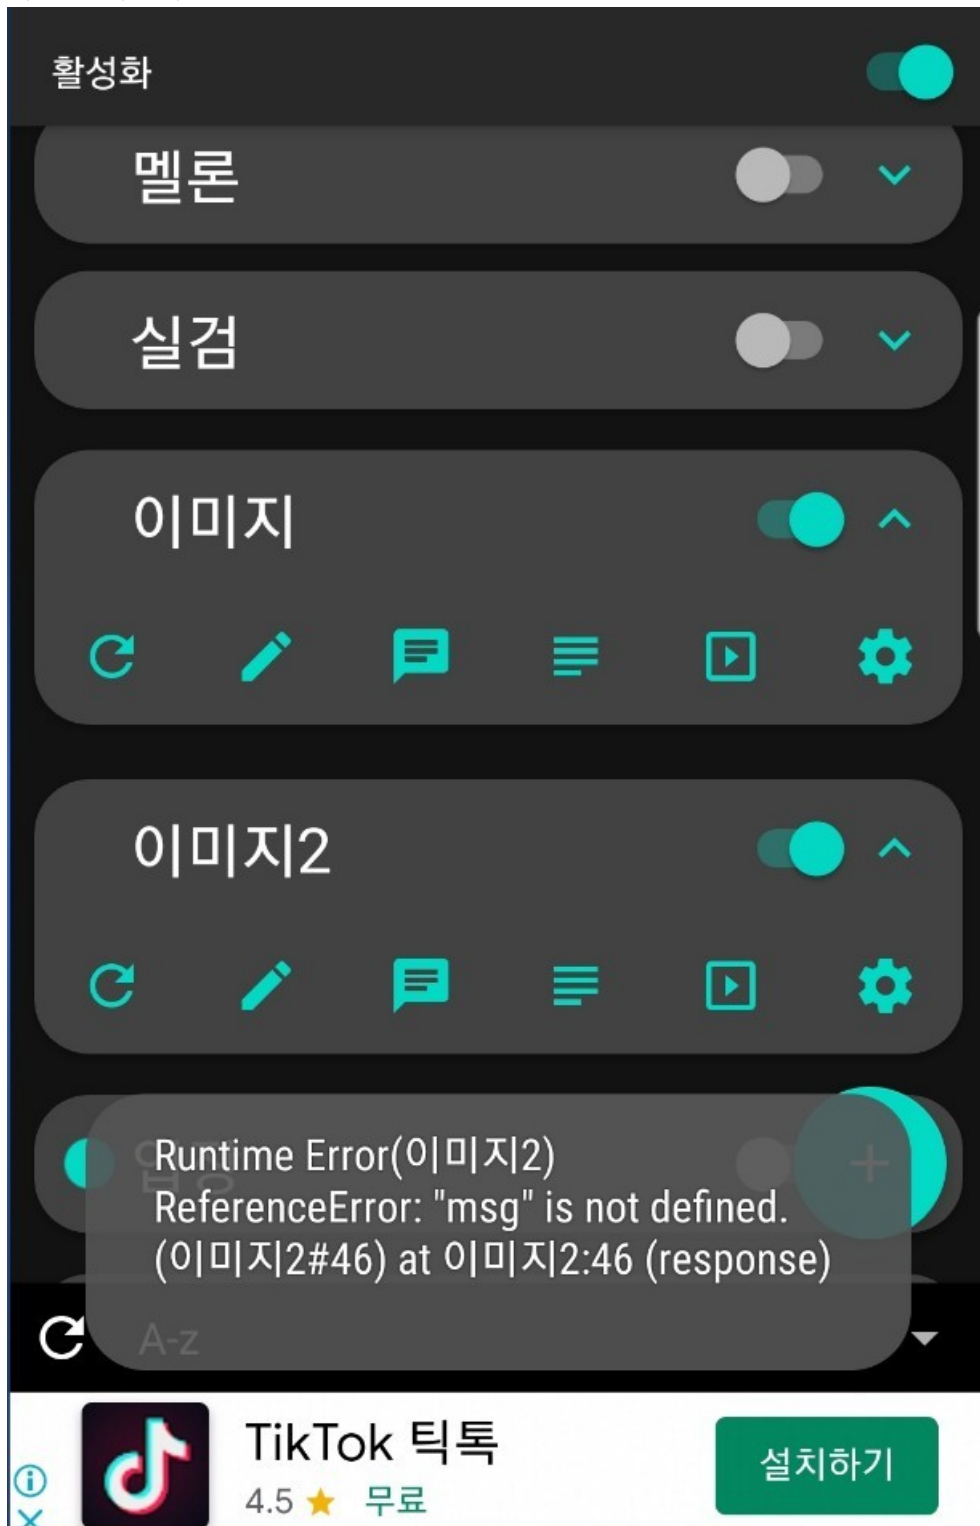 활성화
멜론
실검
이미지
이미지2
Runtime Error(이미지2)
ReferenceError: "msg" is not defined.
(이미지2#46) at 이미지2:46 (response)
A-z
TikTok 틱톡
4.5 ★ 무료
설치하기